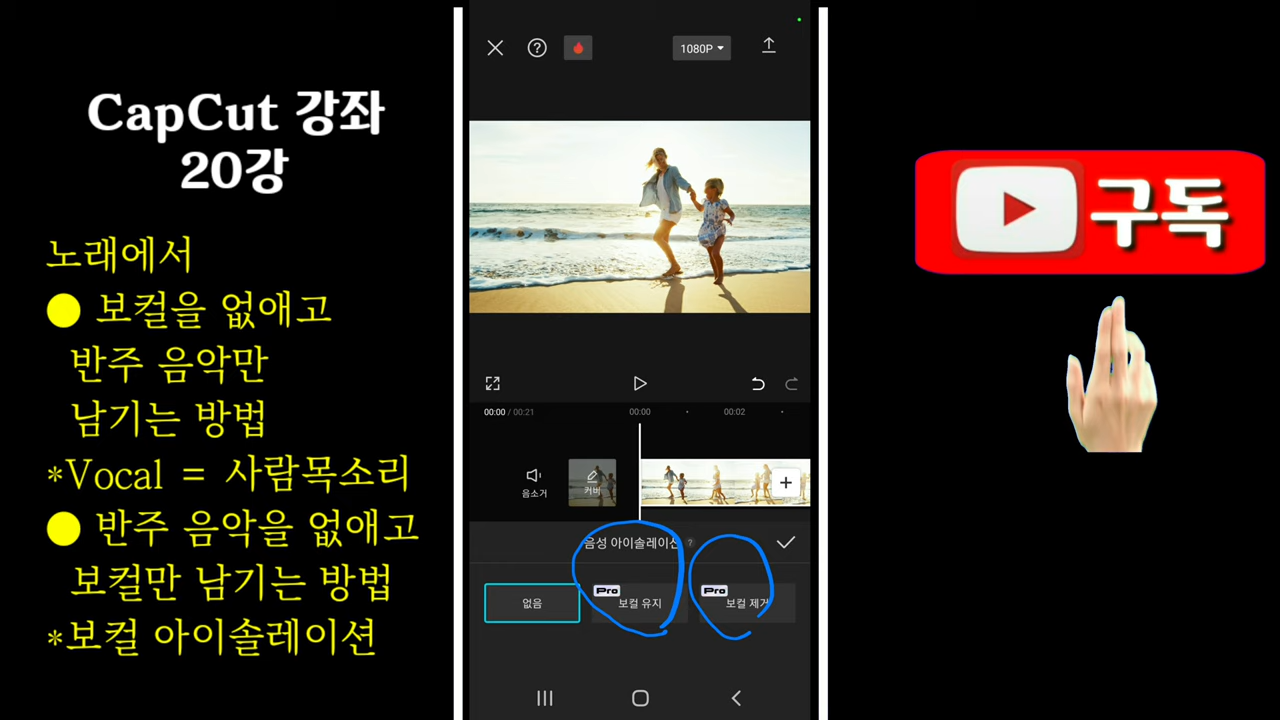 CapCut 강좌
20강
노래에서
● 보컬을 없애고
반주 음악만
남기는 방법
*Vocal = 사람목소리
● 반주 음악을 없애고
보컬만 남기는 방법
*보컬 아이솔레이션
1080P
00:00 / 00:21
00:00
00:02
음소거
커버
음성 아이솔레이션
없음
Pro
보컬 유지
Pro
보컬 제거
구독